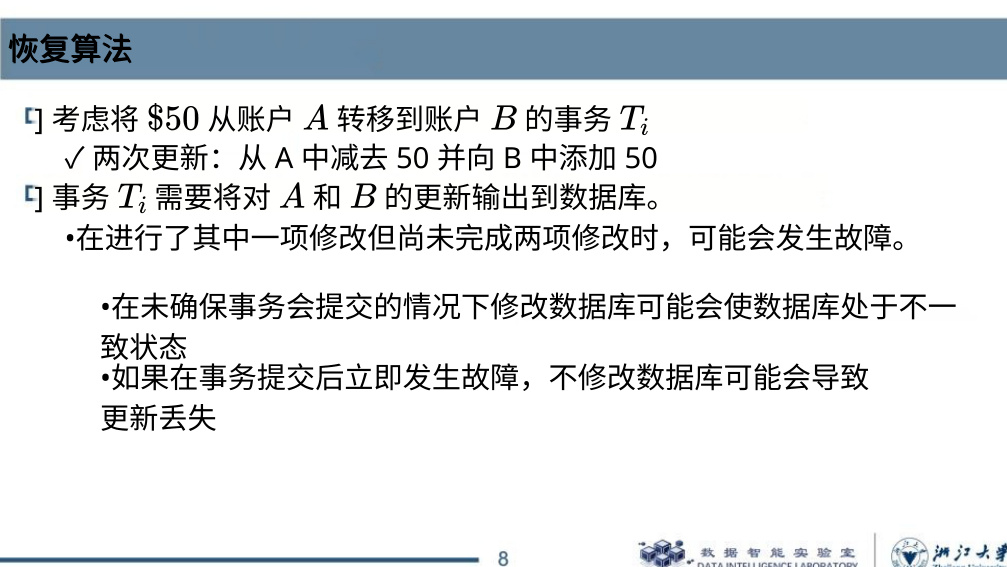 恢复算法
考虑将 $50 从账户 A 转移到账户 B 的事务 Ti
✓ 两次更新：从 A 中减去 50 并向 B 中添加 50
事务 Ti 需要将对 A 和 B 的更新输出到数据库。
•在进行了其中一项修改但尚未完成两项修改时，可能会发生故障。
•在未确保事务会提交的情况下修改数据库可能会使数据库处于不一
致状态
•如果在事务提交后立即发生故障，不修改数据库可能会导致
更新丢失
8
数据智能实验室
DATA INTELLIGENCE LABORATORY
浙江大学